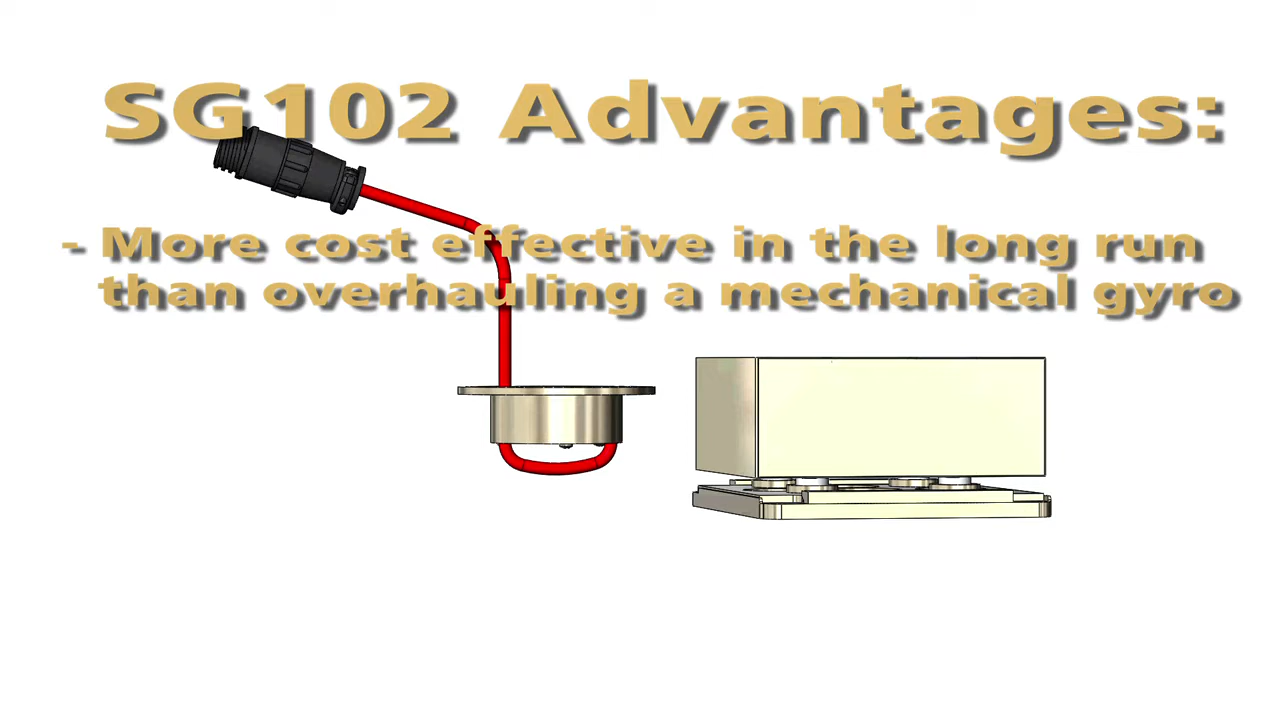 SG102 Advantages:
- More cost effective in the long run
than overhauling a mechanical gyro